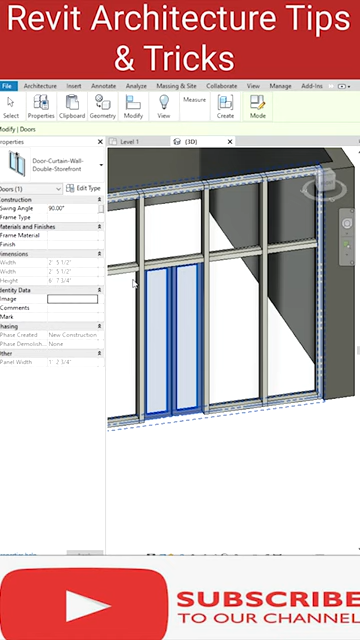 Revit Architecture Tips
& Tricks
File Architecture Insert Annotate Analyze Massing & Site Collaborate View Manage Add-Ins
Select Properties Clipboard Geometry Modify View Measure Create Mode
Modify | Doors
Properties
Level 1 {3D}
Door-Curtain-Wall-
Double-Storefront
Doors (1) Edit Type
Construction
Swing Angle 90.00°
Frame Type
Materials and Finishes
Frame Material
Finish
Dimensions
Width 2' 5 1/2"
Width 2' 5 1/2"
Height 6' 7 3/4"
Identity Data
Image
Comments
Mark
Phasing
Phase Created New Construction
Phase Demolish... None
Other
Panel Width 1' 2 3/4"
SUBSCRIBE
TO OUR CHANNEL